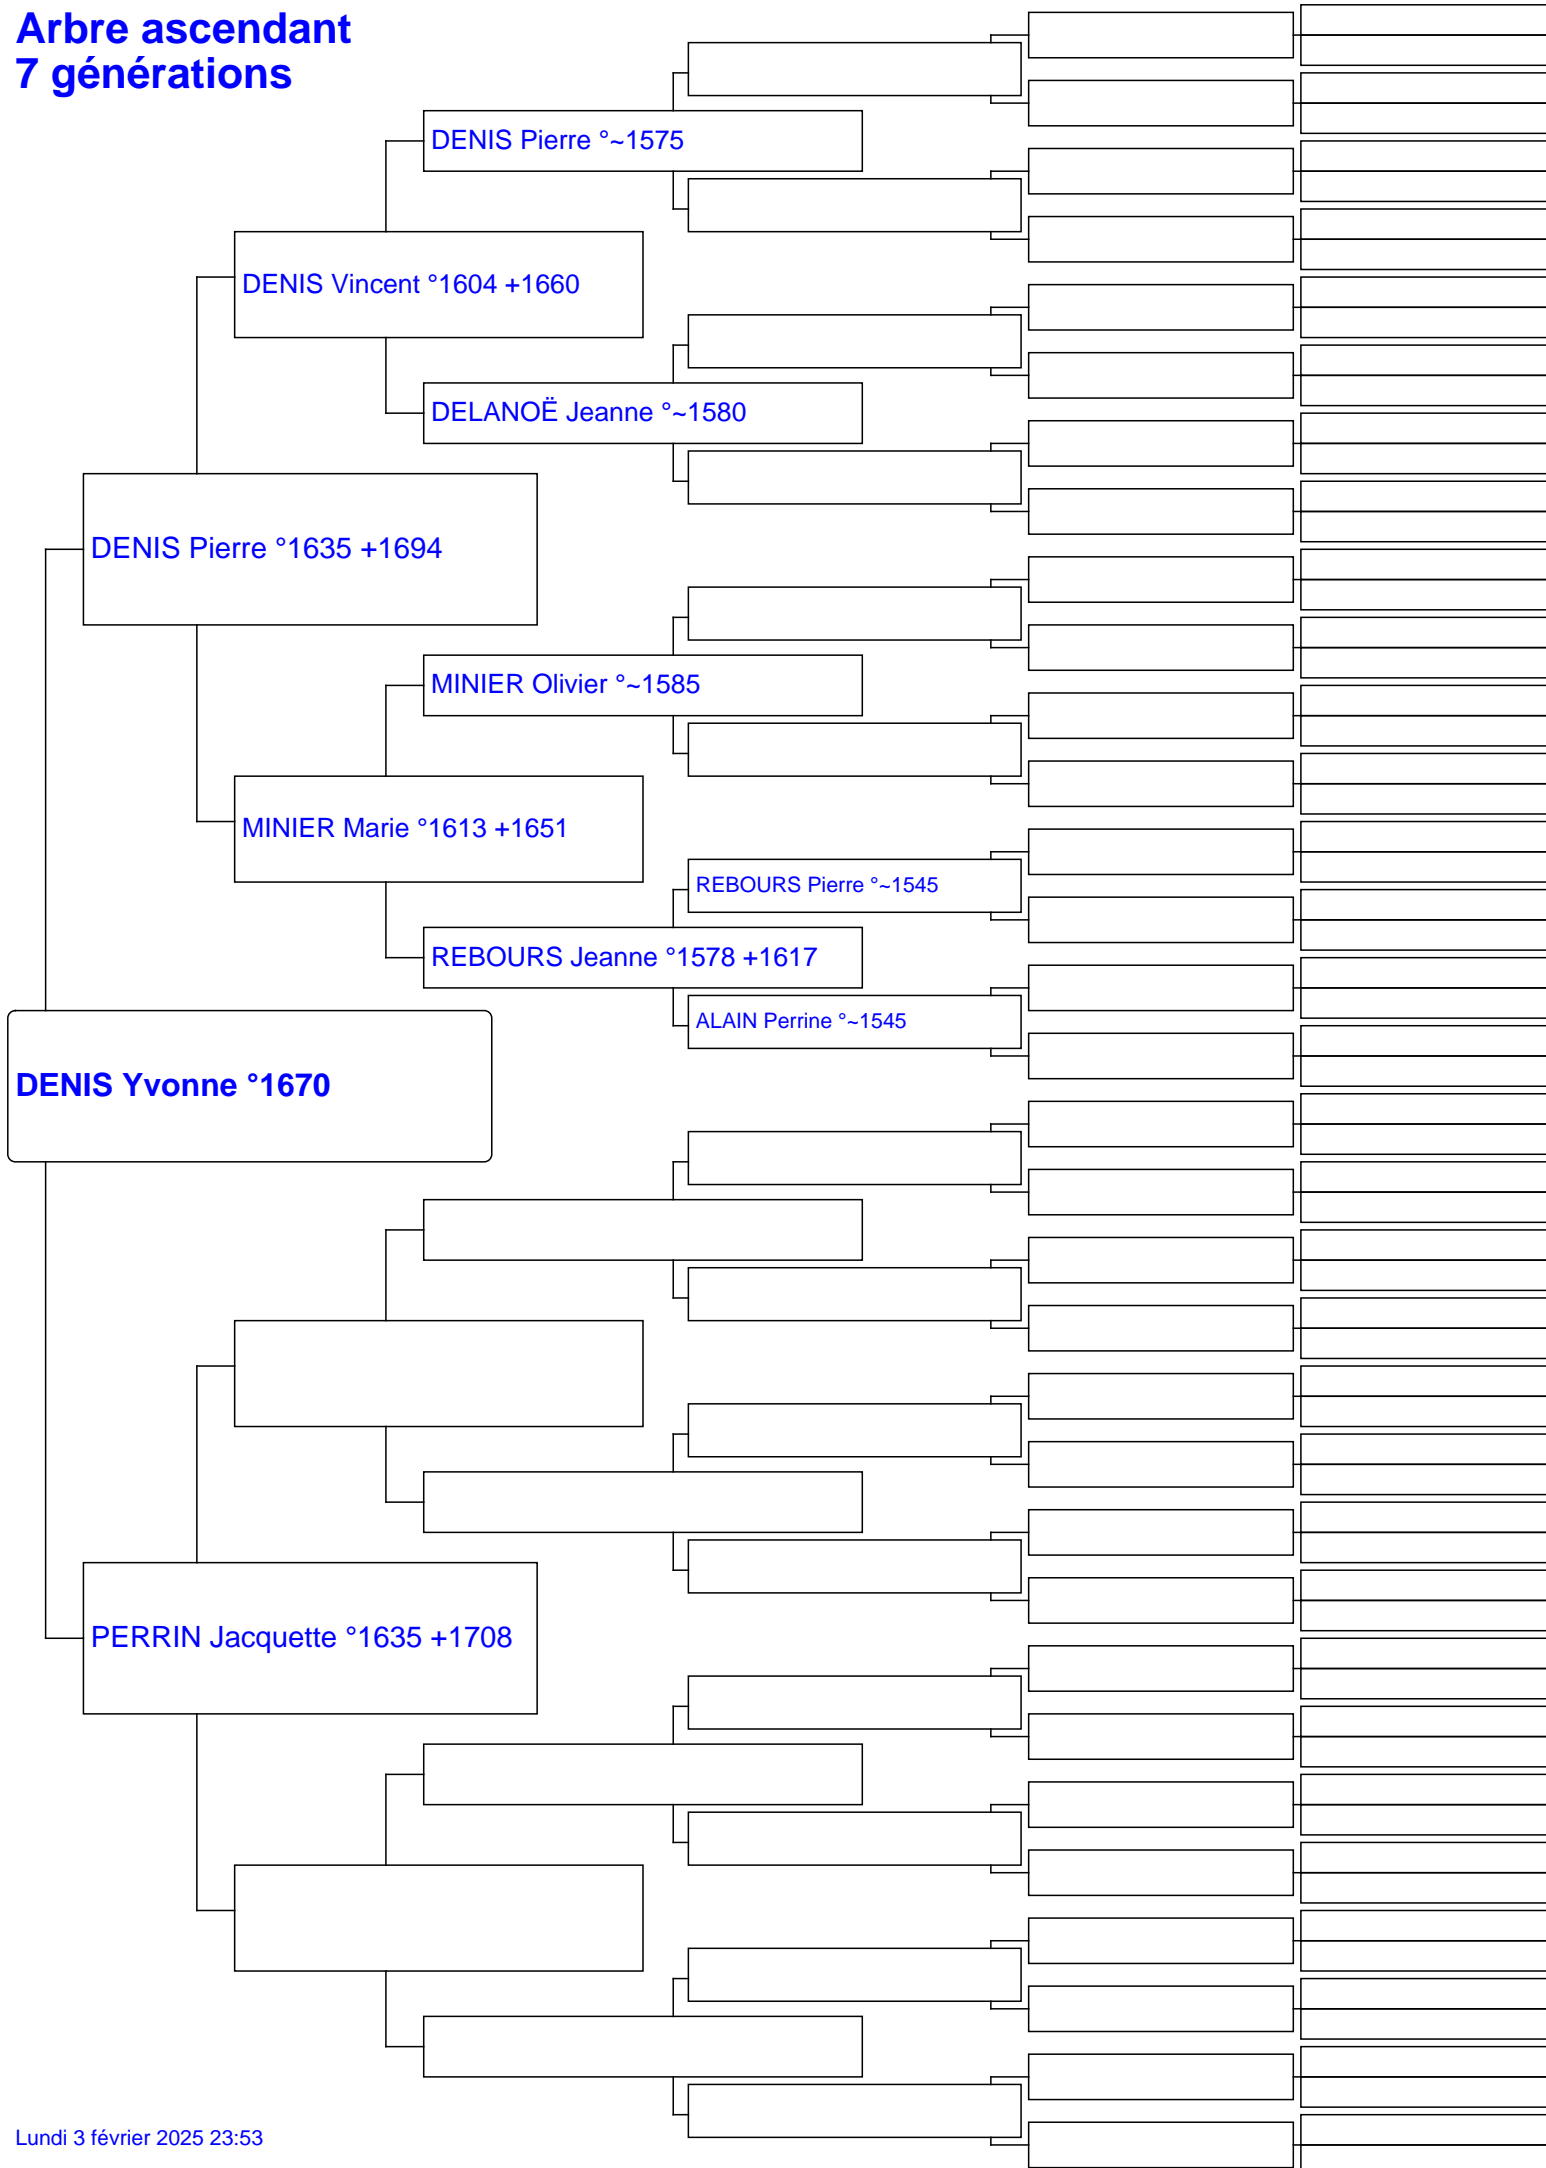 Arbre ascendant
7 générations
DENIS Pierre °~1575
DENIS Vincent °1604 +1660
DELANOË Jeanne °~1580
DENIS Pierre °1635 +1694
MINIER Olivier °~1585
MINIER Marie °1613 +1651
REBOURS Pierre °~1545
REBOURS Jeanne °1578 +1617
ALAIN Perrine °~1545
DENIS Yvonne °1670
PERRIN Jacquette °1635 +1708
Lundi 3 février 2025 23:53